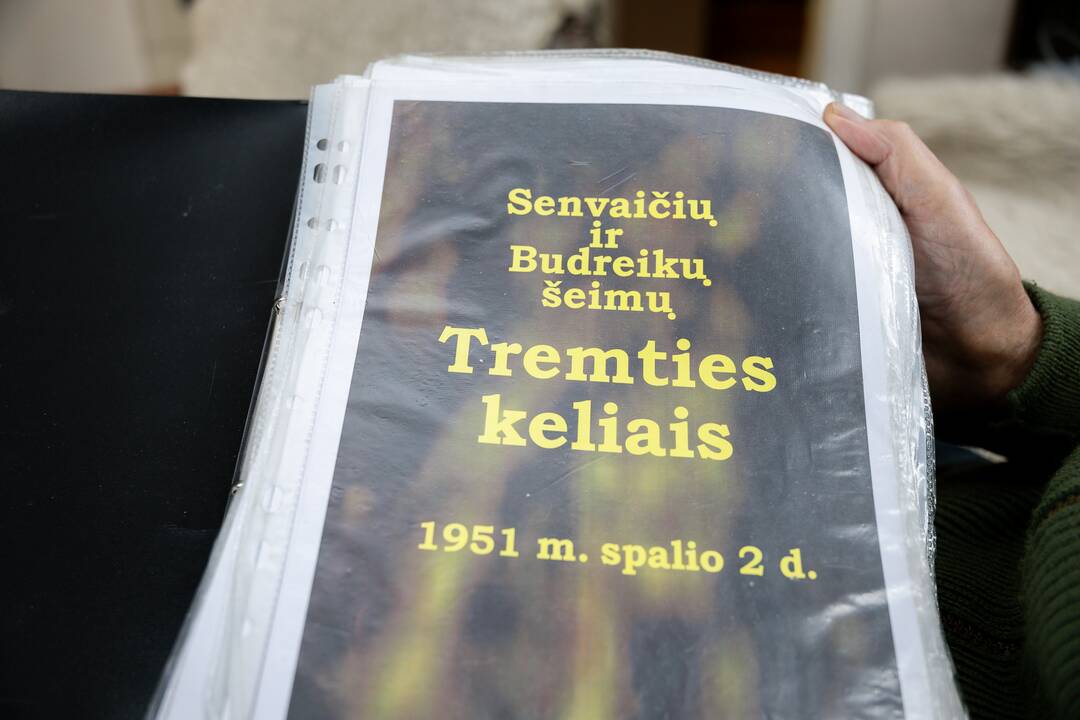 Senvaičių
ir
Budreikų
šeimų
Tremties
keliais
1951 m. spalio 2 d.